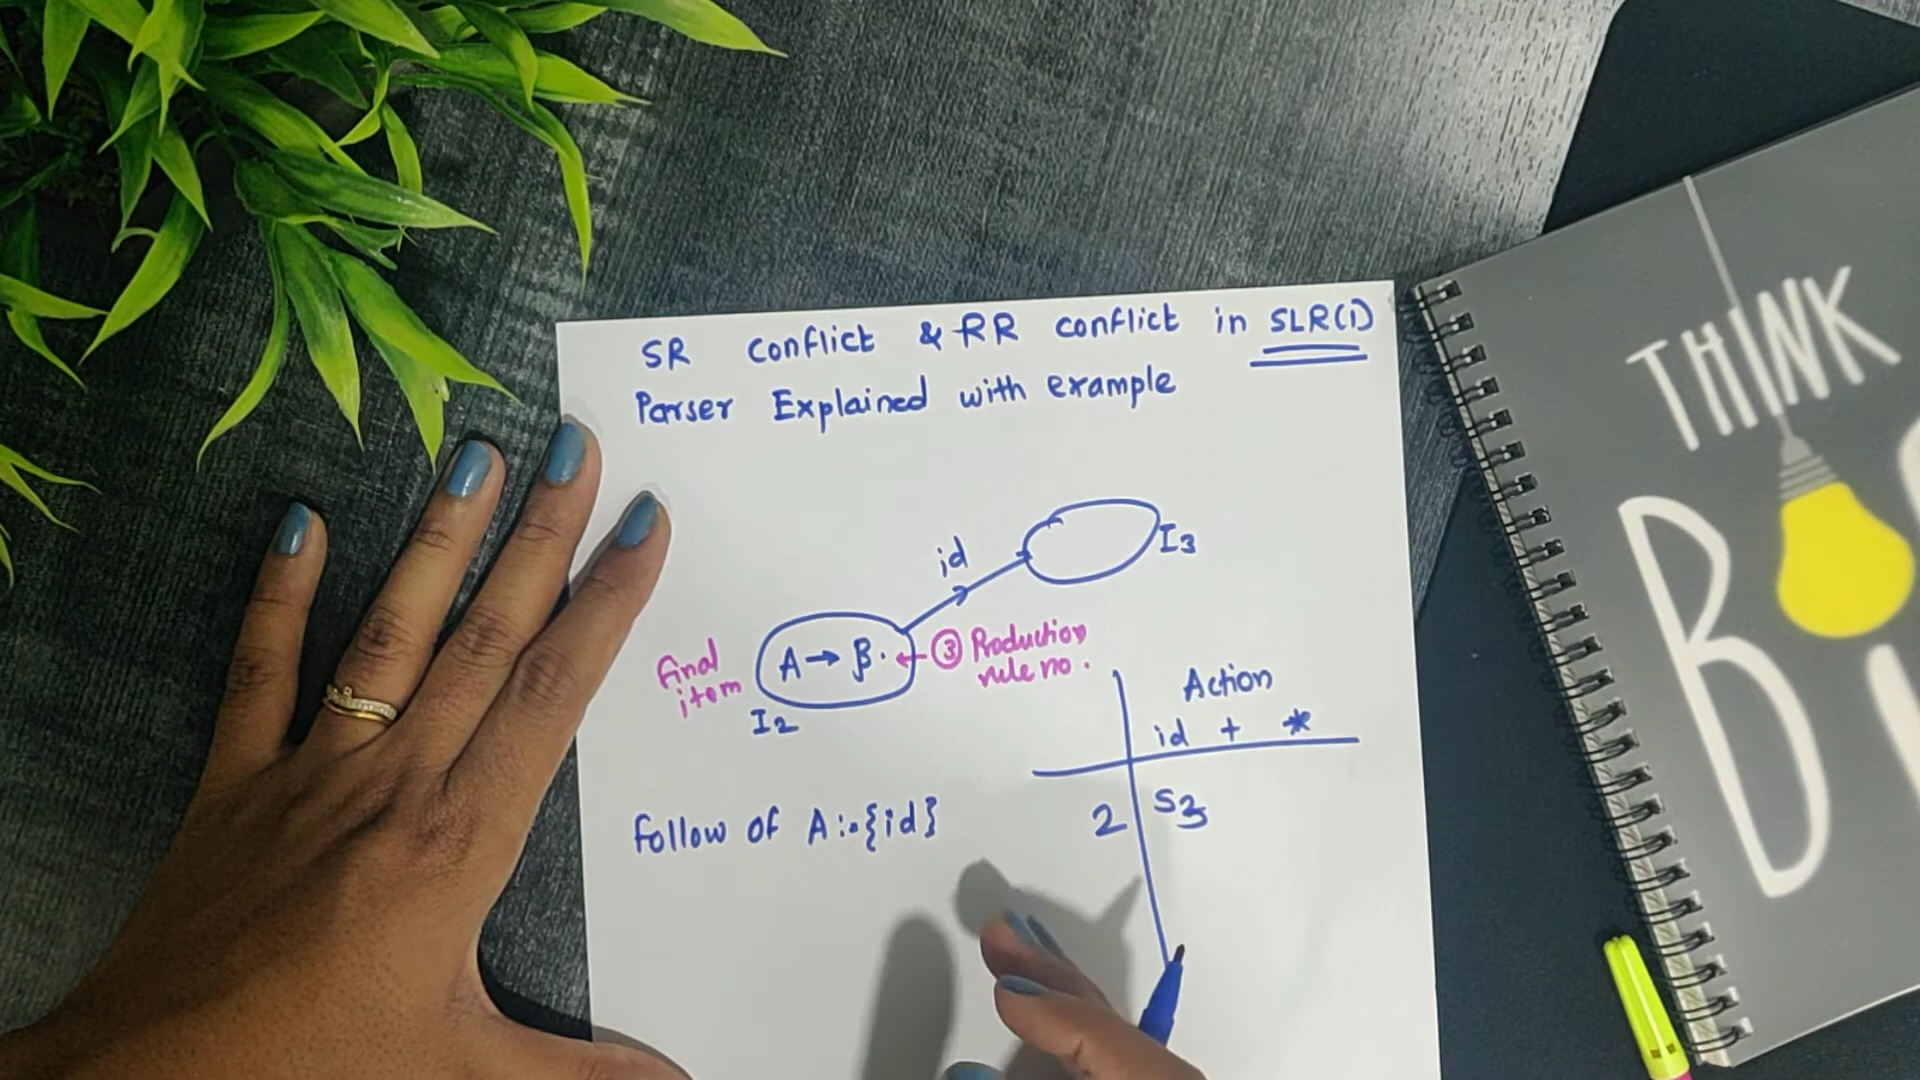 SR conflict & RR conflict in SLR(1)
Parser Explained with example
id
I3
A → β. ← ③ Production
rule no.
final
item
I2
Action
id + *
Follow of A :- {id}
2 S3
THINK